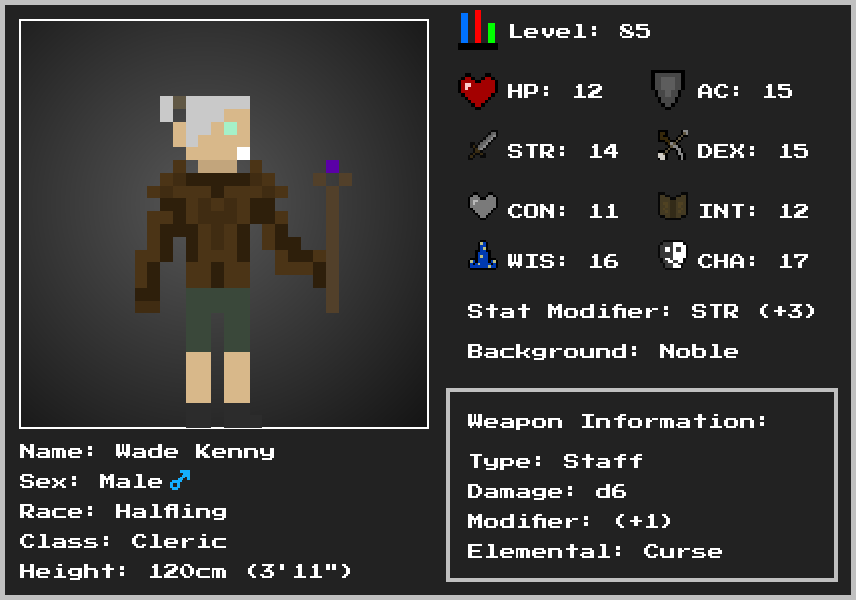 Level: 85
HP: 12
AC: 15
STR: 14
DEX: 15
CON: 11
INT: 12
WIS: 16
CHA: 17
Stat Modifier: STR (+3)
Background: Noble
Weapon Information:
Type: Staff
Damage: d6
Modifier: (+1)
Elemental: Curse
Name: Wade Kenny
Sex: Male♂
Race: Halfling
Class: Cleric
Height: 120cm (3'11")